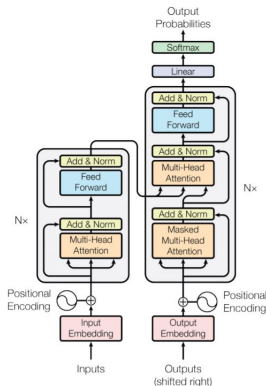 Output
Probabilities
Softmax
Linear
Add & Norm
Feed
Forward
Add & Norm
Multi-Head
Attention
Add & Norm
Masked
Multi-Head
Attention
N×
Add & Norm
Feed
Forward
N×
Add & Norm
Multi-Head
Attention
Positional
Encoding
Positional
Encoding
Input
Embedding
Output
Embedding
Inputs
Outputs
(shifted right)